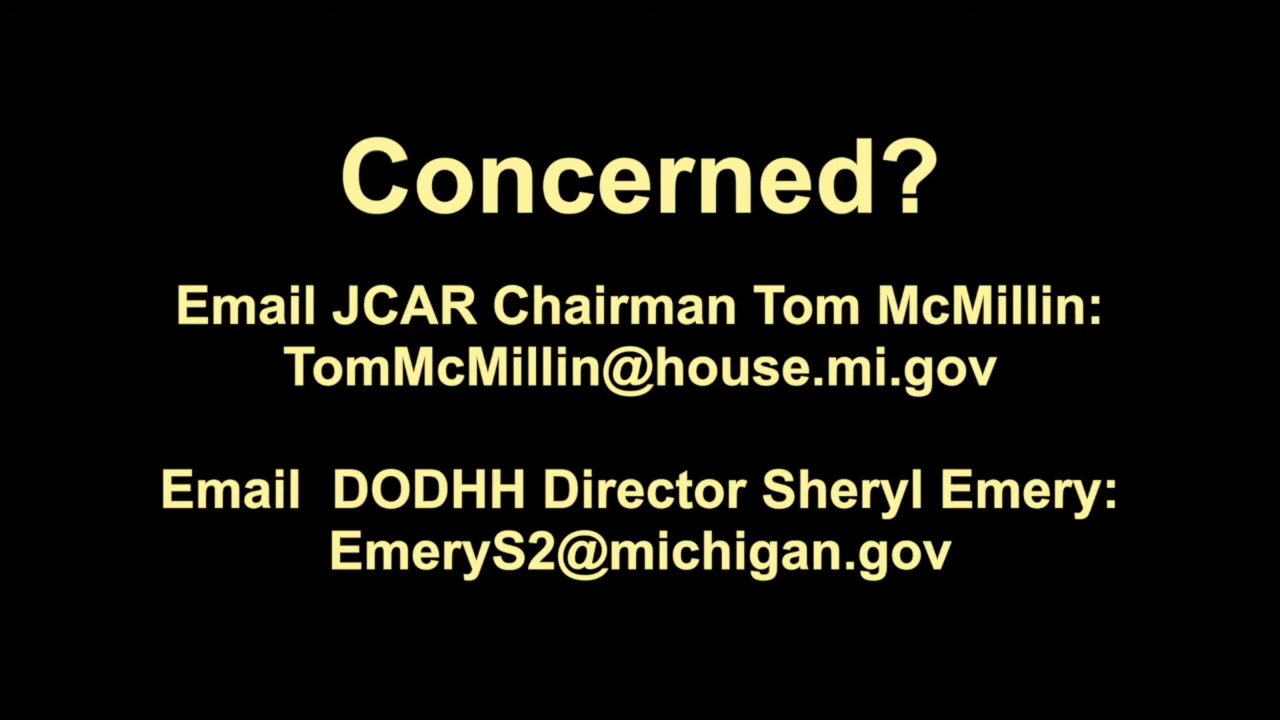 Concerned?
Email JCAR Chairman Tom McMillin:
TomMcMillin@house.mi.gov
Email  DODHH Director Sheryl Emery:
EmeryS2@michigan.gov